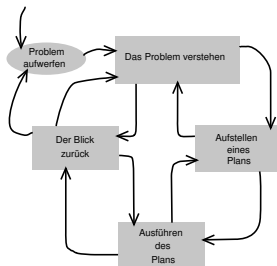 Problem
aufwerfen
Das Problem verstehen
Der Blick
zurück
Aufstellen
eines
Plans
Ausführen
des
Plans